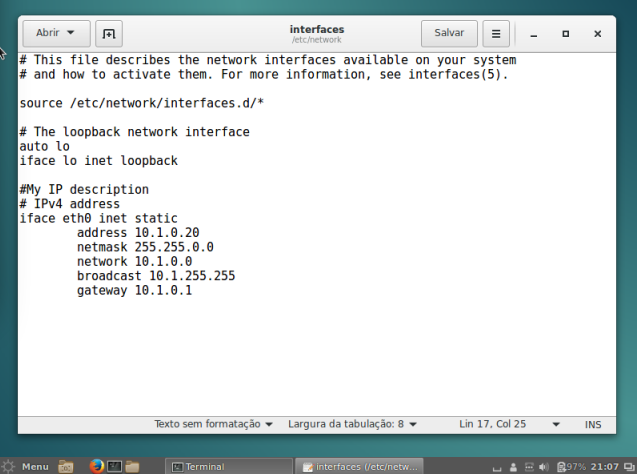 Abrir
interfaces
/etc/network
Salvar
# This file describes the network interfaces available on your system
# and how to activate them. For more information, see interfaces(5).
source /etc/network/interfaces.d/*
# The loopback network interface
auto lo
iface lo inet loopback
#My IP description
# IPv4 address
iface eth0 inet static
address 10.1.0.20
netmask 255.255.0.0
network 10.1.0.0
broadcast 10.1.255.255
gateway 10.1.0.1
Texto sem formatação Largura da tabulação: 8 Lin 17, Col 25 INS
Menu Terminal interfaces (/etc/netw... 97% 21:07